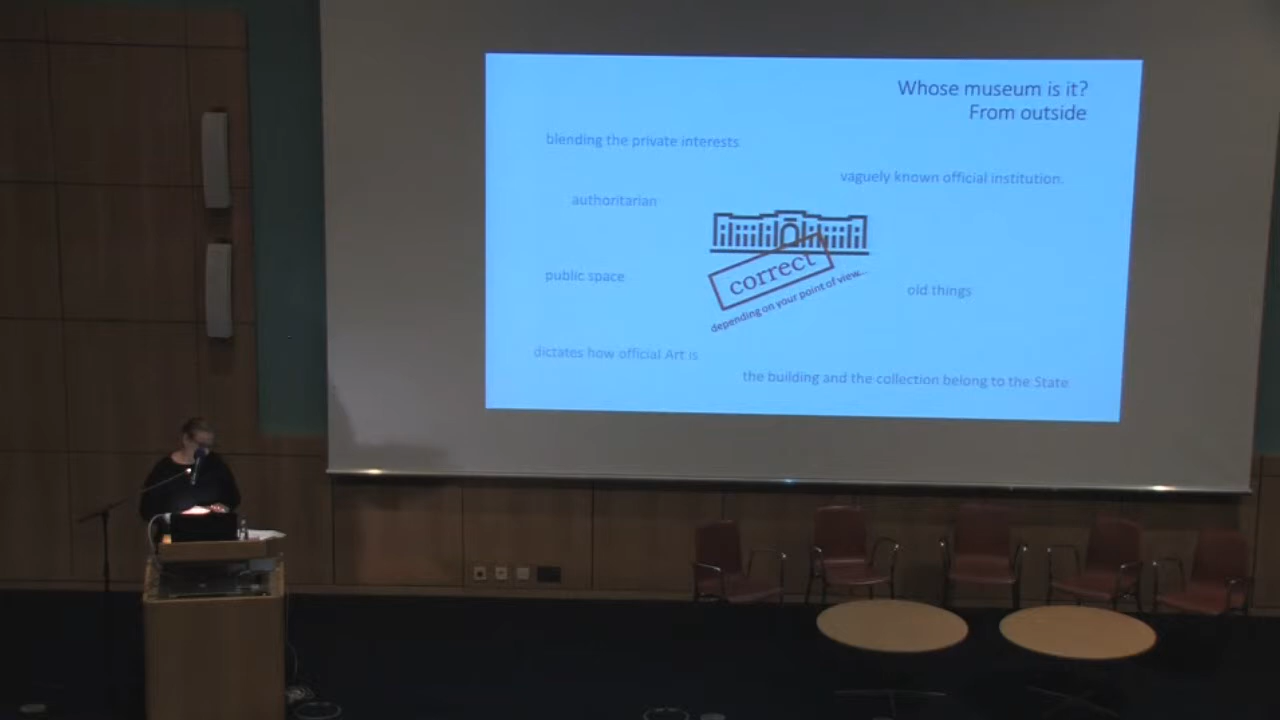 Whose museum is it?
From outside
blending the private interests
vaguely known official institution.
authoritarian
correct
depending on your point of view...
public space
old things
dictates how official Art is
the building and the collection belong to the State